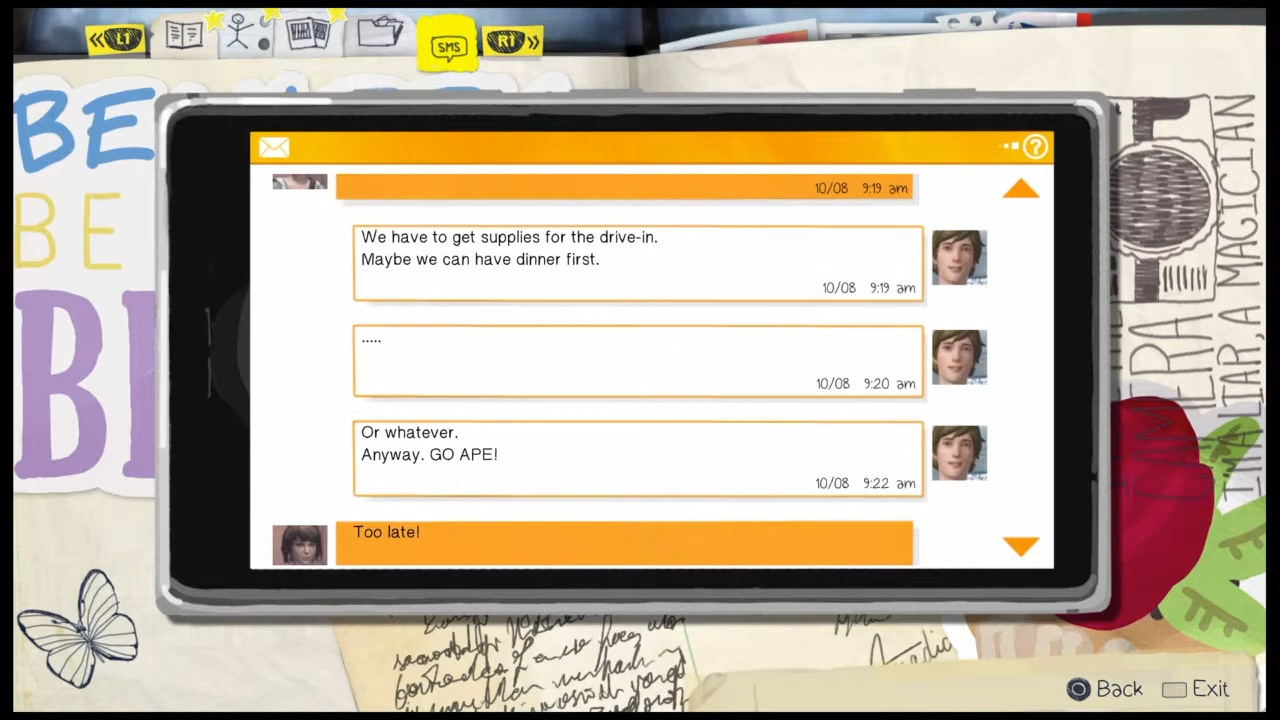 L1
SMS
R1
BE
BE
10/08 9:19 am
We have to get supplies for the drive-in.
Maybe we can have dinner first.
10/08 9:19 am
.....
10/08 9:20 am
Or whatever.
Anyway. GO APE!
10/08 9:22 am
Too late!
?
A MAGICIAN
Back
Exit